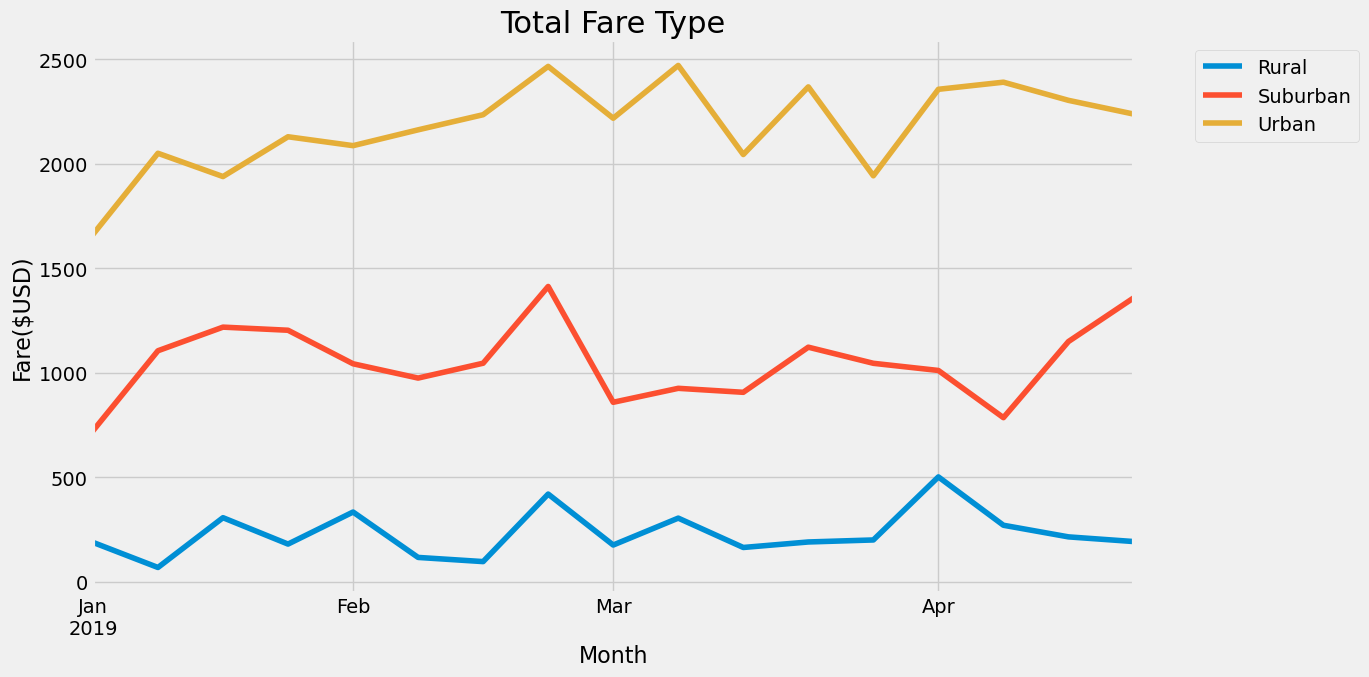 Total Fare Type
Fare($USD)
2500
2000
1500
1000
500
0
Jan
2019
Feb
Mar
Apr
Month
Rural
Suburban
Urban